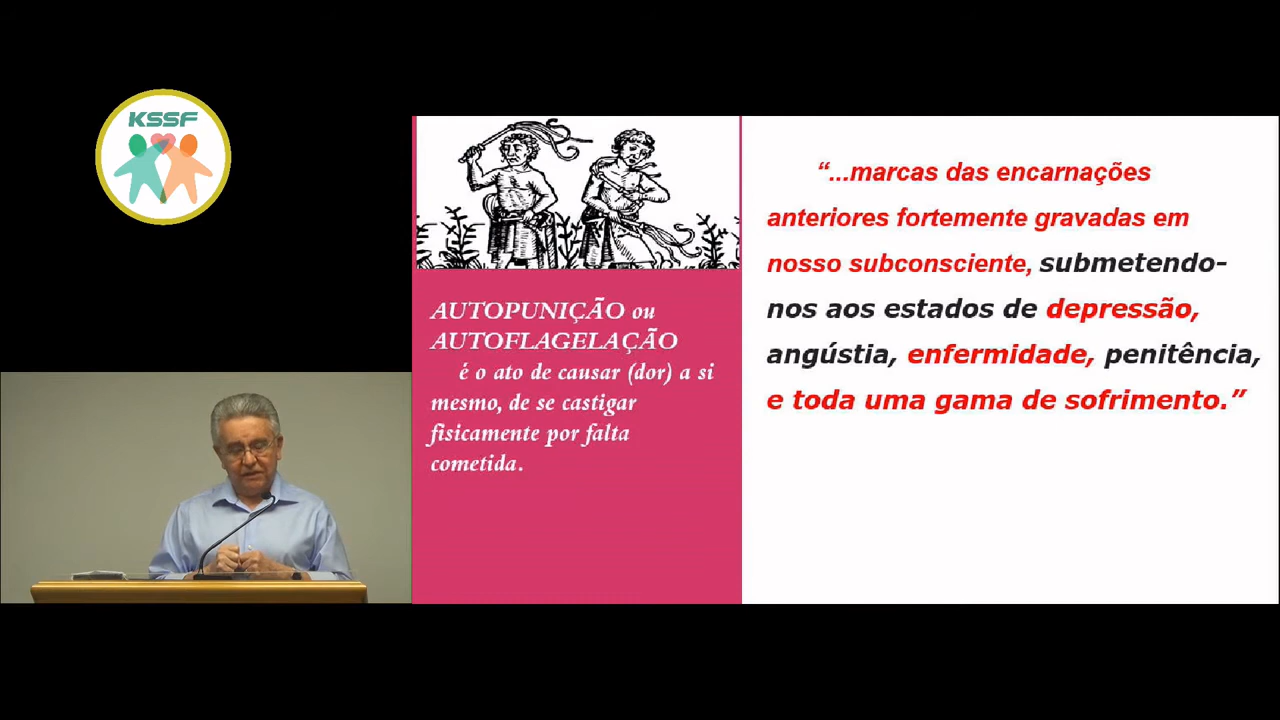 KSSF
AUTOPUNIÇÃO ou
AUTOFLAGELAÇÃO
é o ato de causar (dor) a si
mesmo, de se castigar
fisicamente por falta
cometida.
“...marcas das encarnações
anteriores fortemente gravadas em
nosso subconsciente, submetendo-
nos aos estados de depressão,
angústia, enfermidade, penitência,
e toda uma gama de sofrimento.”